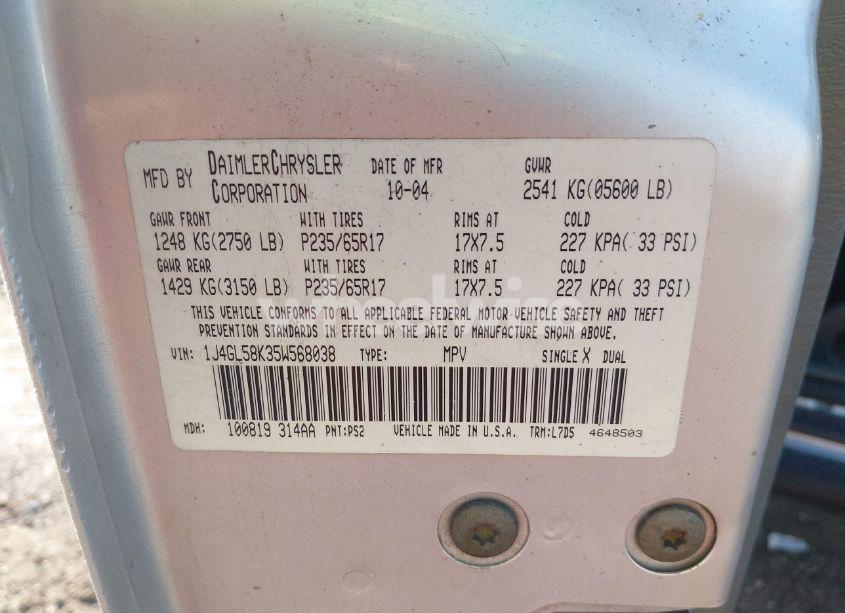 MFD BY DAIMLERCHRYSLER CORPORATION DATE OF MFR 10-04 GVWR 2541 KG(05600 LB)
GAWR FRONT WITH TIRES RIMS AT COLD
1248 KG(2750 LB) P235/65R17 17X7.5 227 KPA( 33 PSI)
GAWR REAR WITH TIRES RIMS AT COLD
1429 KG(3150 LB) P235/65R17 17X7.5 227 KPA( 33 PSI)
THIS VEHICLE CONFORMS TO ALL APPLICABLE FEDERAL MOTOR VEHICLE SAFETY AND THEFT
PREVENTION STANDARDS IN EFFECT ON THE DATE OF MANUFACTURE SHOWN ABOVE.
VIN: 1J4GL58K35W568038 TYPE: MPV SINGLE X DUAL
MDH: 100819 314AA PNT:PS2 VEHICLE MADE IN U.S.A. TRM:L7D5 4648503